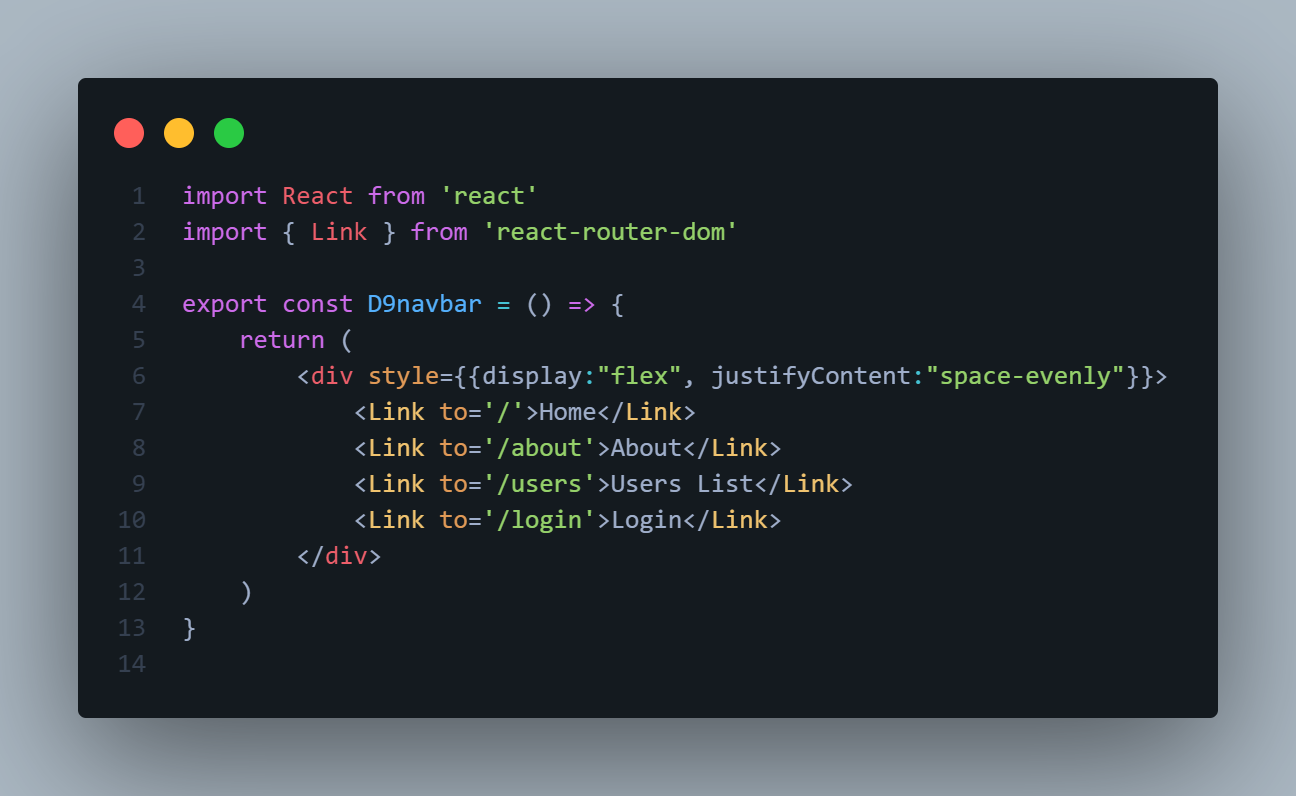 1 import React from 'react'
2 import { Link } from 'react-router-dom'
3
4 export const D9navbar = () => {
5     return (
6         <div style={{display:"flex", justifyContent:"space-evenly"}}>
7             <Link to='/'>Home</Link>
8             <Link to='/about'>About</Link>
9             <Link to='/users'>Users List</Link>
10             <Link to='/login'>Login</Link>
11         </div>
12     )
13 }
14